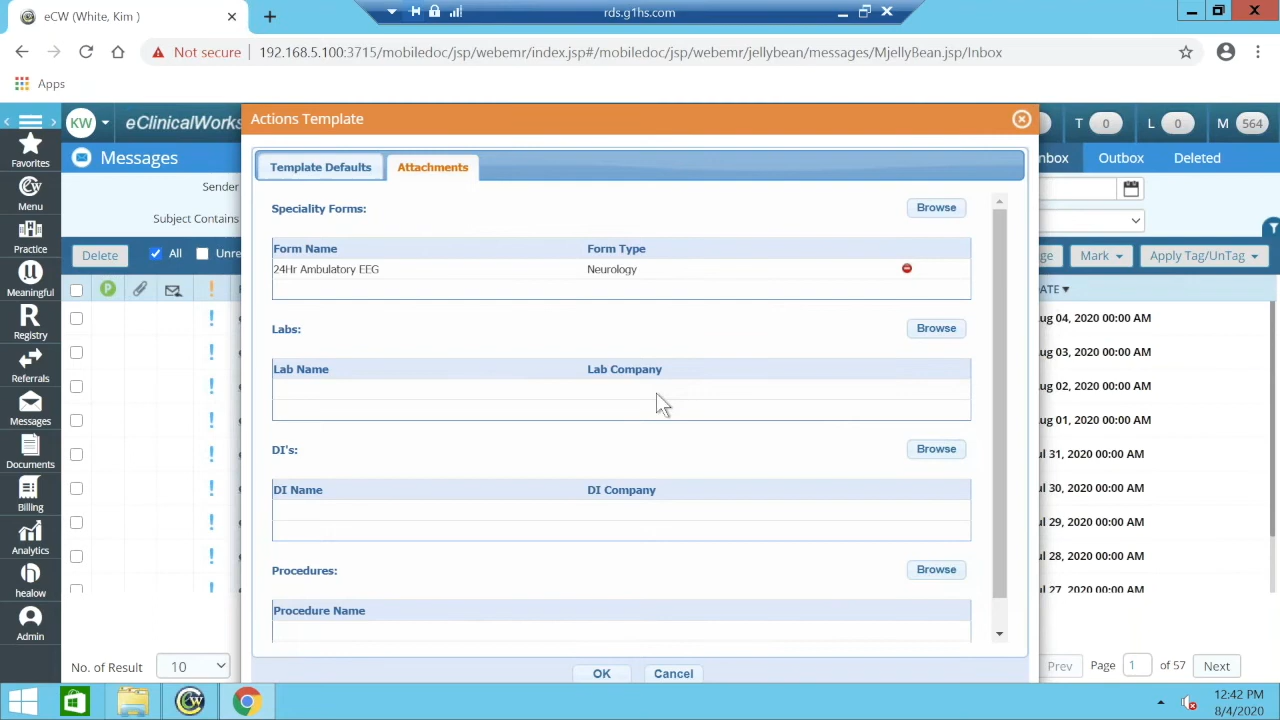 eCW (White, Kim )
rds.g1hs.com
Not secure
192.168.5.100:3715/mobiledoc/jsp/webemr/index.jsp#/mobiledoc/jsp/webemr/jellybean/messages/MjellyBean.jsp/Inbox
Apps
KW
eClinicalWorks
Actions Template
T 0 L 0 M 564
Messages
Inbox Outbox Deleted
Template Defaults Attachments
Sender
Subject Contains
Delete All Unre
Mark Apply Tag/UnTag
Speciality Forms: Browse
Form Name Form Type
24Hr Ambulatory EEG Neurology
P
DATE
Labs: Browse
Lab Name Lab Company
DI's: Browse
DI Name DI Company
Procedures: Browse
Procedure Name
OK Cancel
ug 04, 2020 00:00 AM
ug 03, 2020 00:00 AM
ug 02, 2020 00:00 AM
ug 01, 2020 00:00 AM
ul 31, 2020 00:00 AM
ul 30, 2020 00:00 AM
ul 29, 2020 00:00 AM
ul 28, 2020 00:00 AM
ul 27, 2020 00:00 AM
Favorites
Menu
Practice
Meaningful
R
Registry
Referrals
Messages
Documents
Billing
Analytics
healow
Admin
No. of Result 10
Prev Page 1 of 57 Next
12:42 PM
8/4/2020